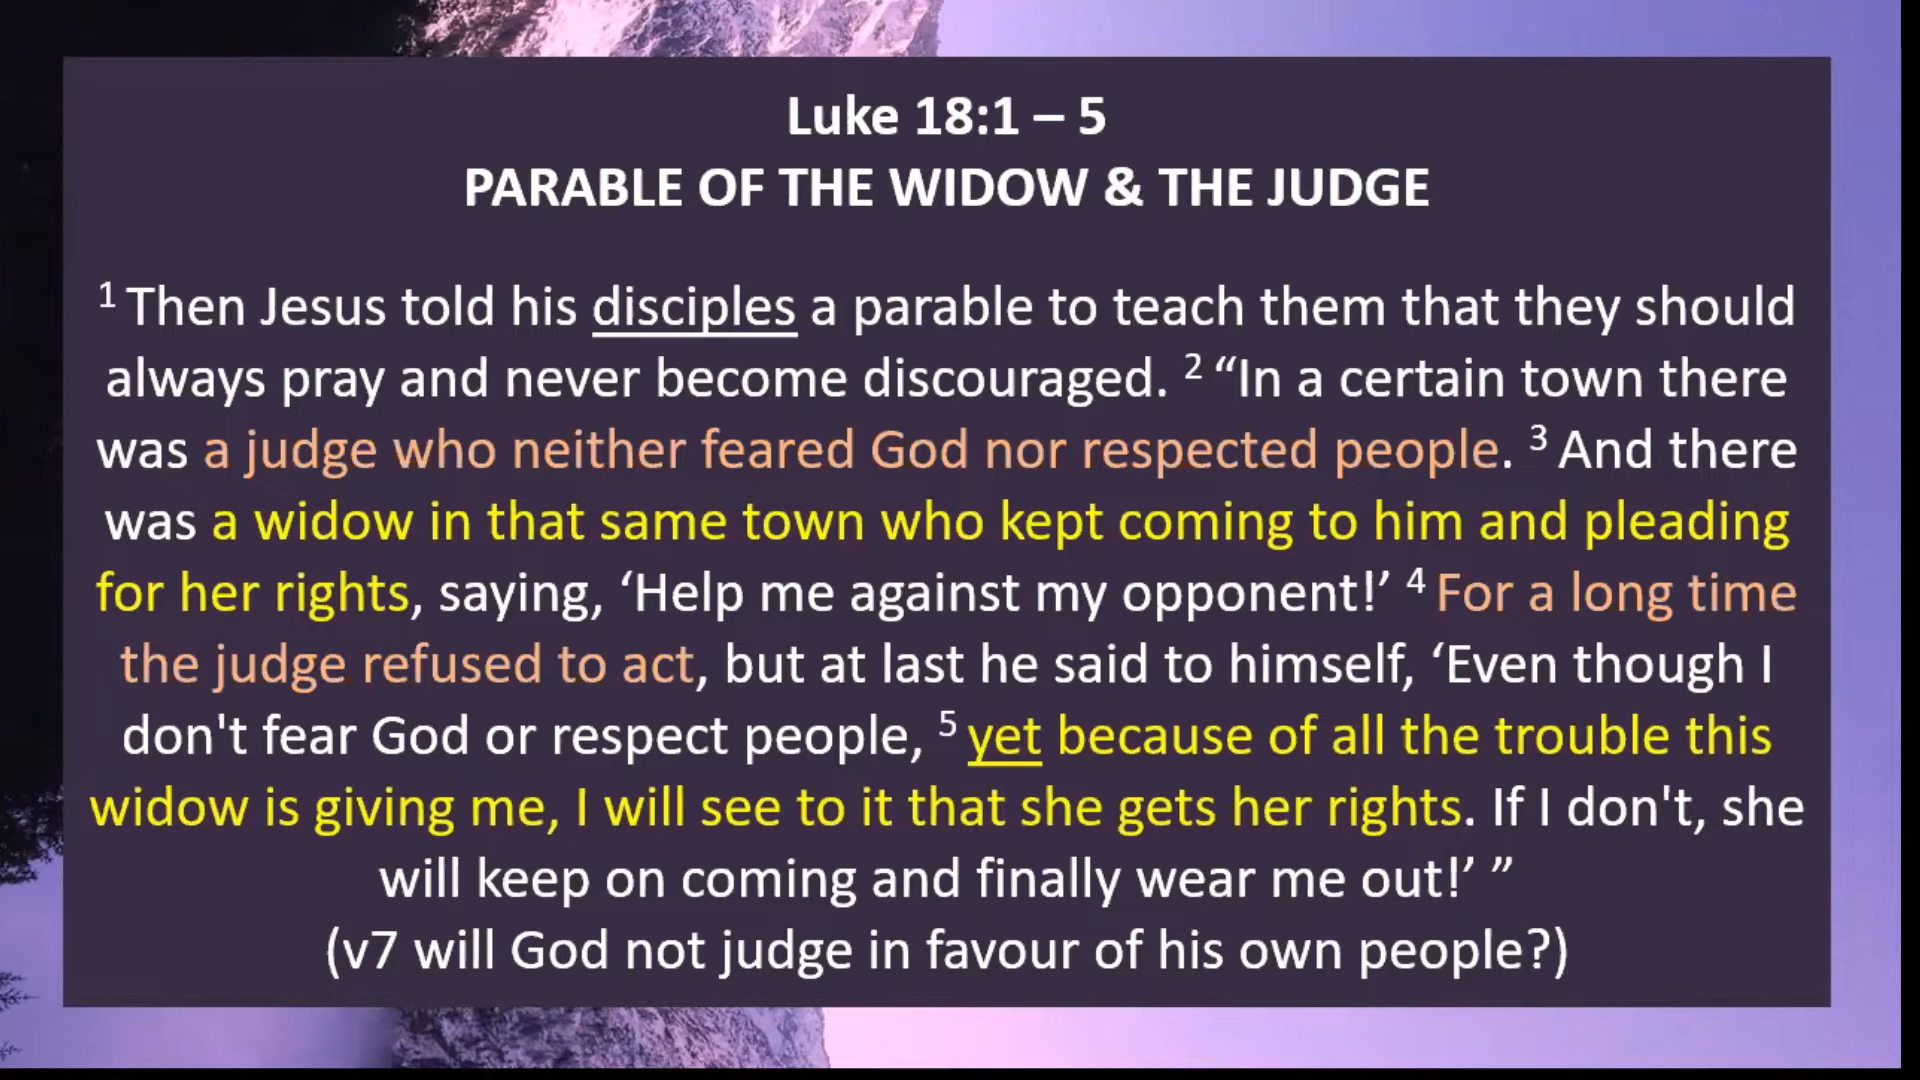 Luke 18:1 – 5
PARABLE OF THE WIDOW & THE JUDGE
1 Then Jesus told his disciples a parable to teach them that they should
always pray and never become discouraged. 2 “In a certain town there
was a judge who neither feared God nor respected people. 3 And there
was a widow in that same town who kept coming to him and pleading
for her rights, saying, ‘Help me against my opponent!’ 4 For a long time
the judge refused to act, but at last he said to himself, ‘Even though I
don't fear God or respect people, 5 yet because of all the trouble this
widow is giving me, I will see to it that she gets her rights. If I don't, she
will keep on coming and finally wear me out!’ ”
(v7 will God not judge in favour of his own people?)